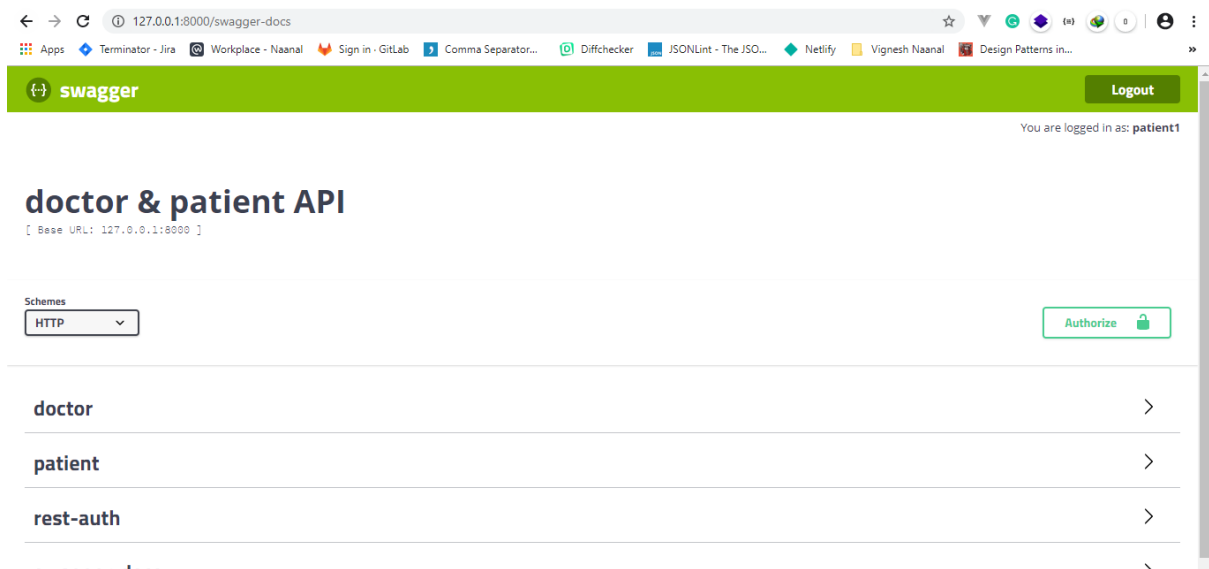 127.0.0.1:8000/swagger-docs
Apps Terminator - Jira Workplace - Naanal Sign in · GitLab Comma Separator... Diffchecker JSONLint - The JSO... Netlify Vignesh Naanal Design Patterns in... »
{··} swagger Logout
You are logged in as: patient1
doctor & patient API
[ Base URL: 127.0.0.1:8000 ]
Schemes
HTTP Authorize
doctor
patient
rest-auth